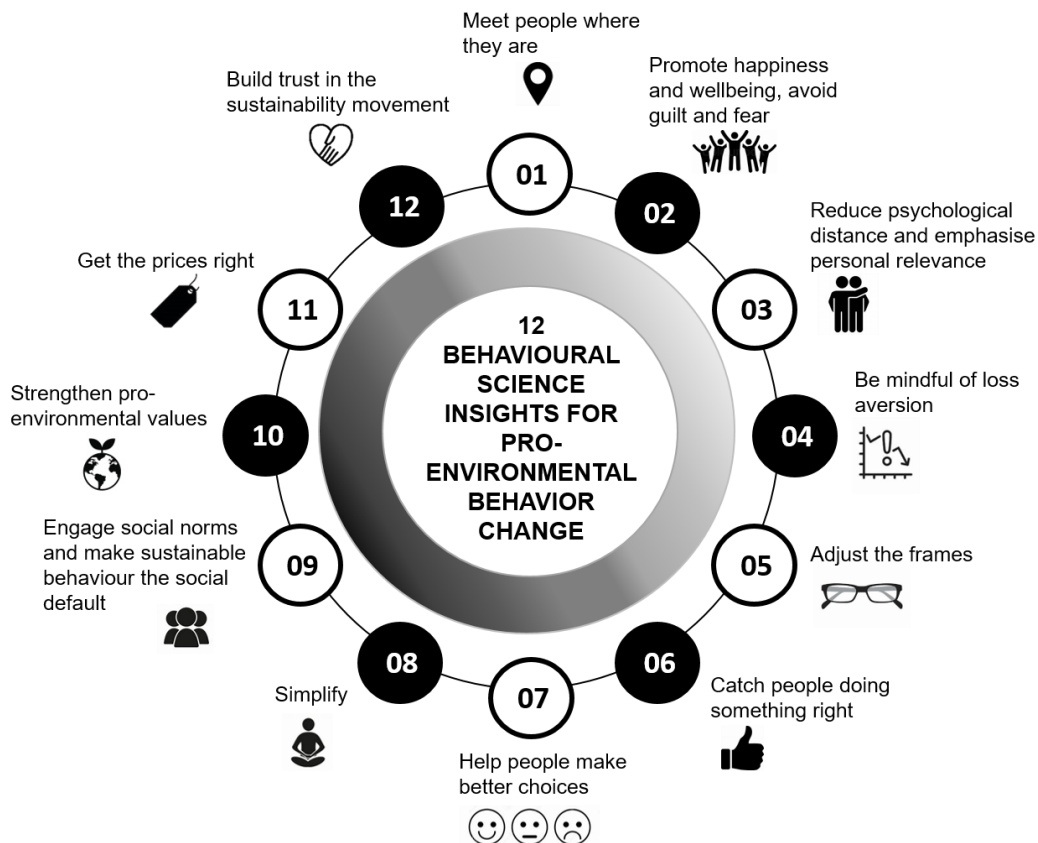 12
BEHAVIOURAL
SCIENCE
INSIGHTS FOR
PRO-
ENVIRONMENTAL
BEHAVIOR
CHANGE
01
Meet people where
they are
02
Promote happiness
and wellbeing, avoid
guilt and fear
03
Reduce psychological
distance and emphasise
personal relevance
04
Be mindful of loss
aversion
05
Adjust the frames
06
Catch people doing
something right
07
Help people make
better choices
08
Simplify
09
Engage social norms
and make sustainable
behaviour the social
default
10
Strengthen pro-
environmental values
11
Get the prices right
12
Build trust in the
sustainability movement